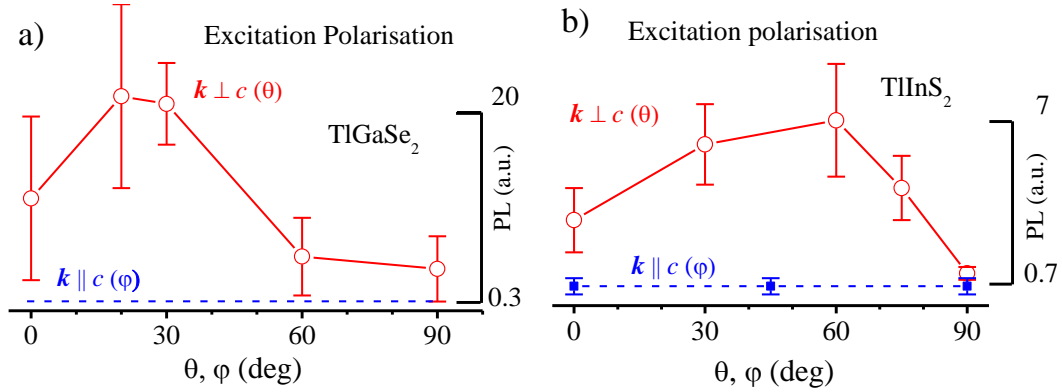 a)
Excitation Polarisation
k ⊥ c (θ)
20
TlGaSe₂
PL (a.u.)
k ∥ c (φ)
0.3
0 30 60 90
θ, φ (deg)
b)
Excitation polarisation
TlInS₂
7
k ⊥ c (θ)
PL (a.u.)
k ∥ c (φ)
0.7
0 30 60 90
θ, φ (deg)